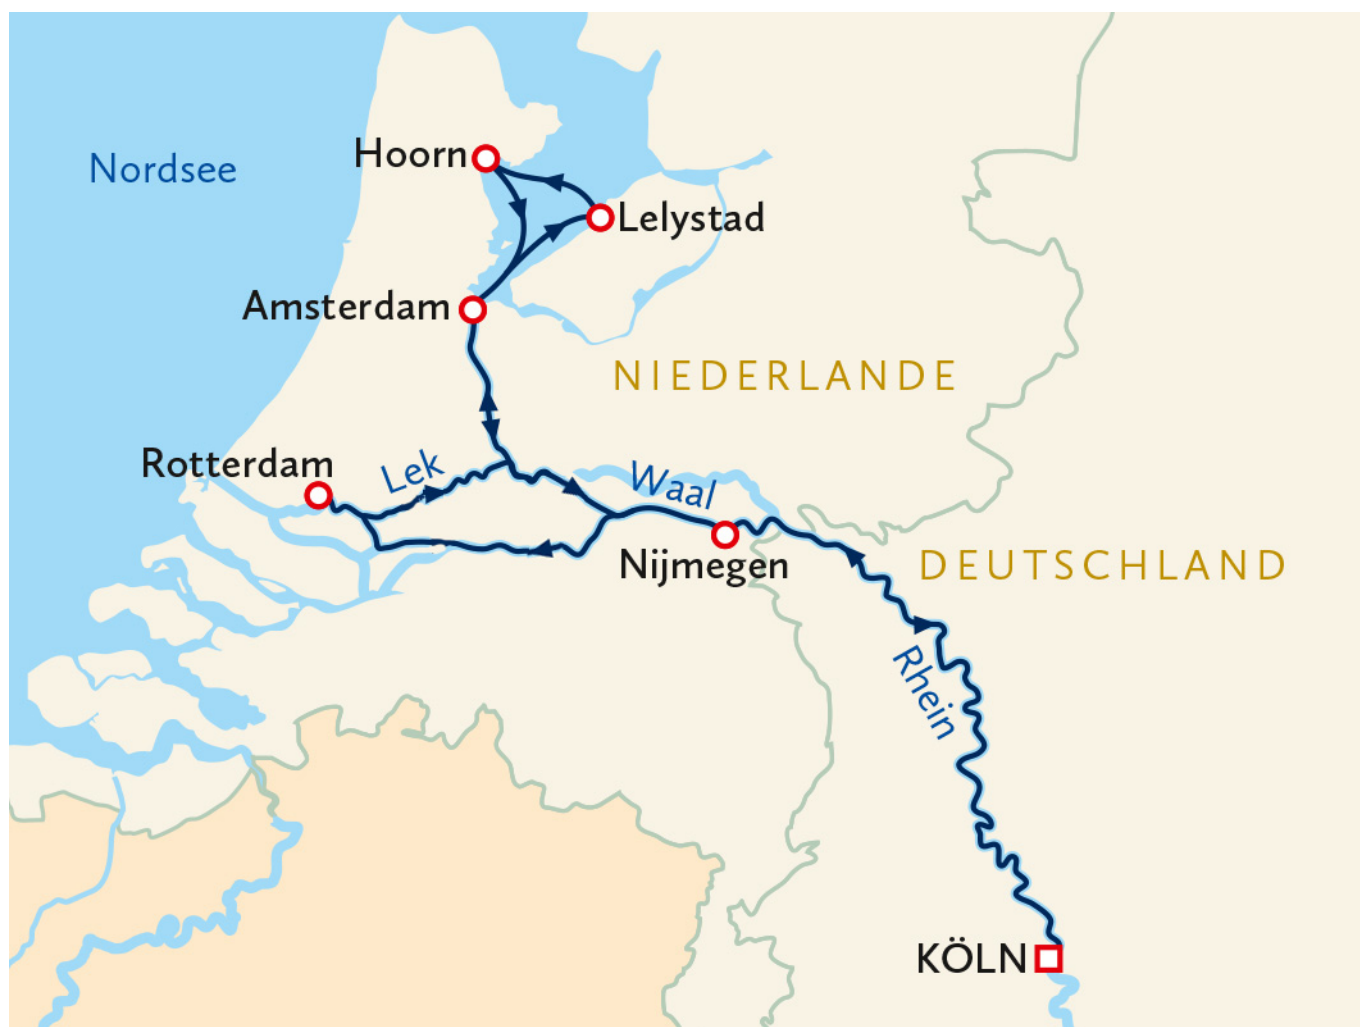 Hoorn
Nordsee
Lelystad
Amsterdam
NIEDERLANDE
Rotterdam
Lek
Waal
Nijmegen
DEUTSCHLAND
Rhein
KÖLN